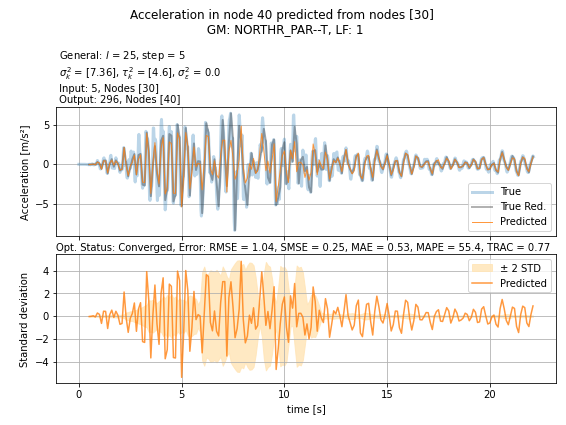 Acceleration in node 40 predicted from nodes [30]
GM: NORTHR_PAR--T, LF: 1
General: l = 25, step = 5
σ²ₖ = [7.36], τ²ₖ = [4.6], σ²ₑ = 0.0
Input: 5, Nodes [30]
Output: 296, Nodes [40]
Acceleration [m/s²]
5
0
−5
True
True Red.
Predicted
Opt. Status: Converged, Error: RMSE = 1.04, SMSE = 0.25, MAE = 0.53, MAPE = 55.4, TRAC = 0.77
Standard deviation
4
2
0
−2
−4
± 2 STD
Predicted
0 5 10 15 20
time [s]